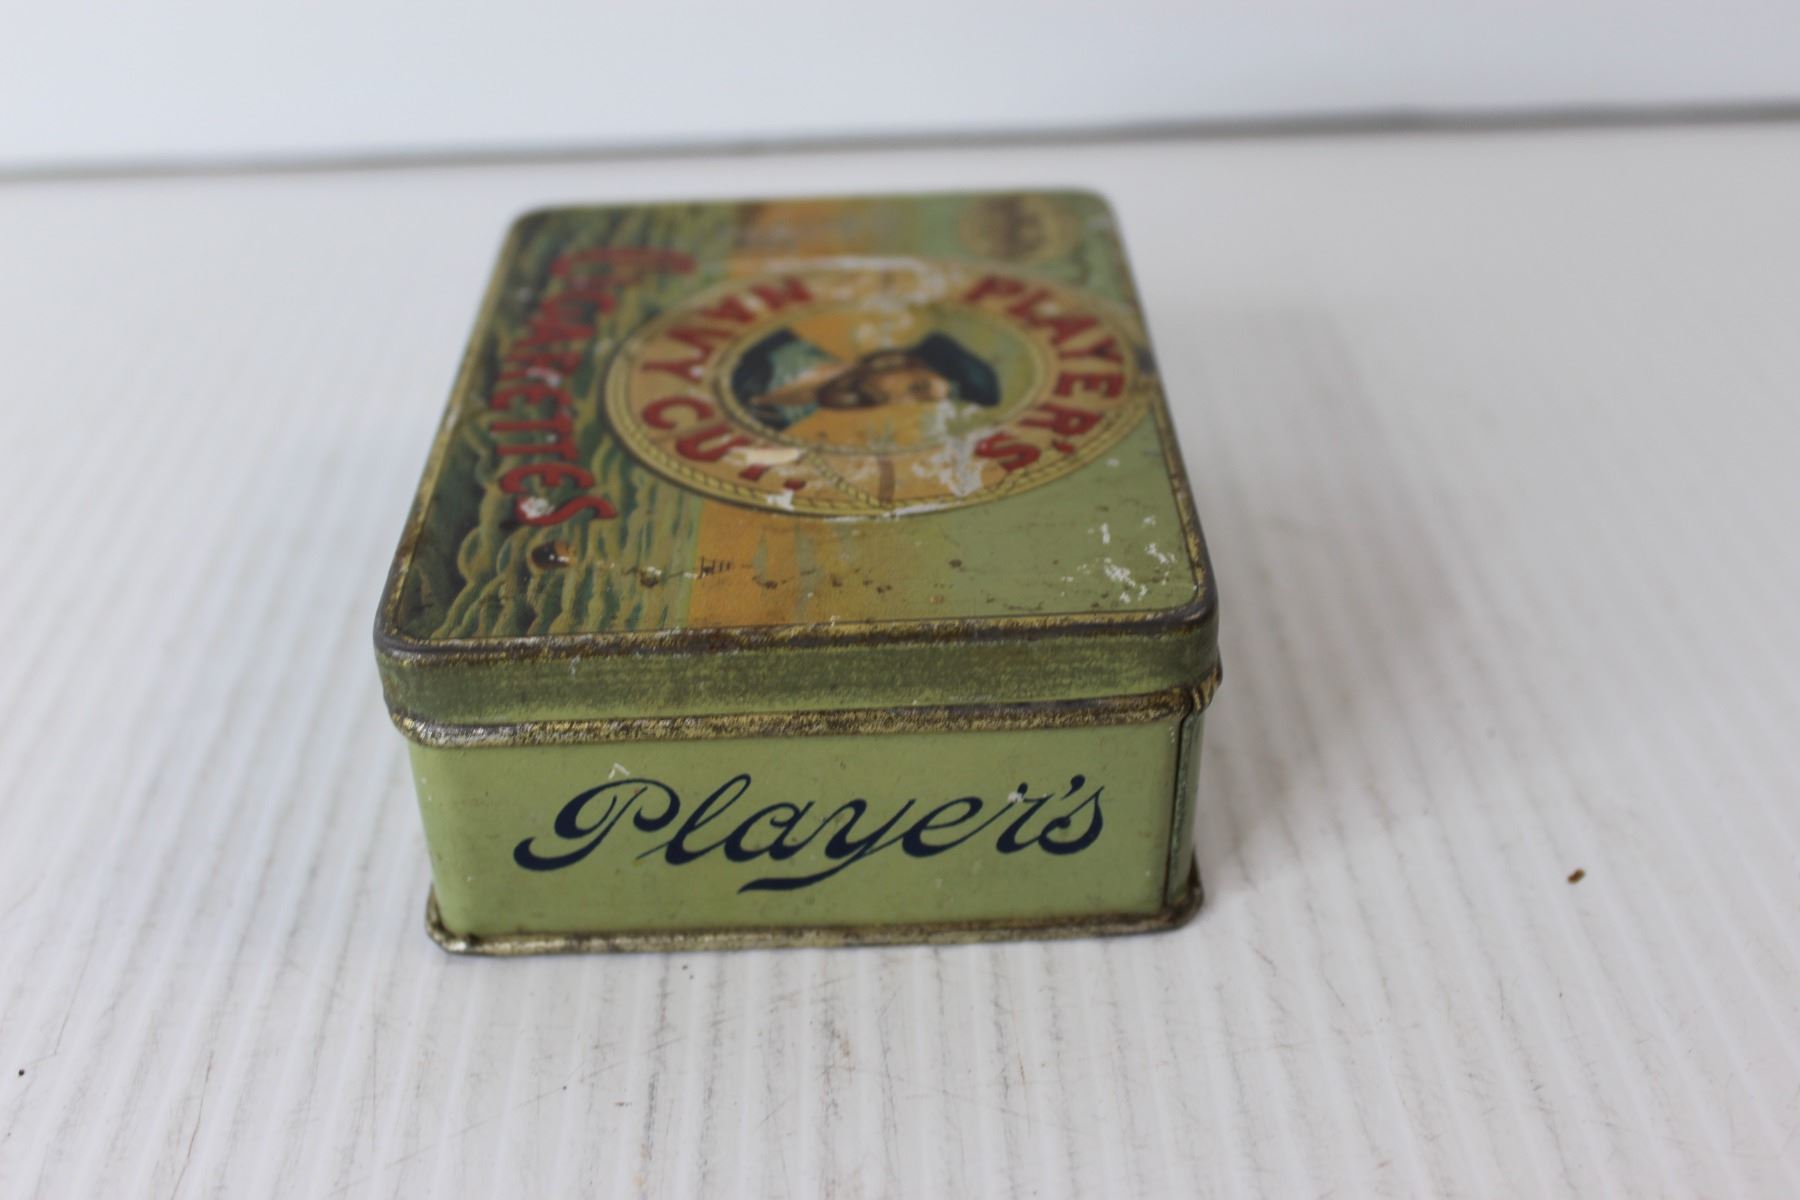 PLAYER'S
NAVY CUT
CIGARETTES
Player's